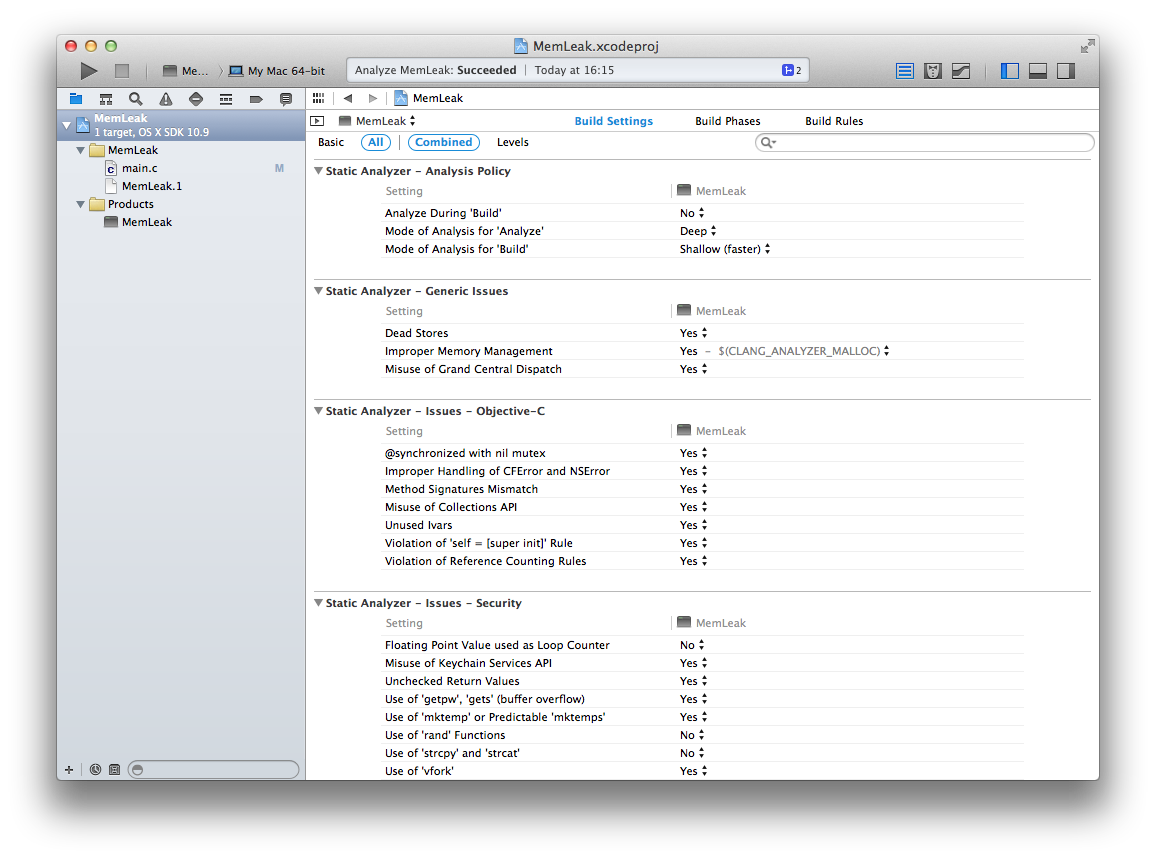 MemLeak.xcodeproj
Me... My Mac 64-bit Analyze MemLeak: Succeeded | Today at 16:15 2
MemLeak
MemLeak
1 target, OS X SDK 10.9
MemLeak
main.c M
MemLeak.1
Products
MemLeak
MemLeak Build Settings Build Phases Build Rules
Basic All Combined Levels
Static Analyzer - Analysis Policy
Setting MemLeak
Analyze During 'Build' No
Mode of Analysis for 'Analyze' Deep
Mode of Analysis for 'Build' Shallow (faster)
Static Analyzer - Generic Issues
Setting MemLeak
Dead Stores Yes
Improper Memory Management Yes - $(CLANG_ANALYZER_MALLOC)
Misuse of Grand Central Dispatch Yes
Static Analyzer - Issues - Objective-C
Setting MemLeak
@synchronized with nil mutex Yes
Improper Handling of CFError and NSError Yes
Method Signatures Mismatch Yes
Misuse of Collections API Yes
Unused Ivars Yes
Violation of 'self = [super init]' Rule Yes
Violation of Reference Counting Rules Yes
Static Analyzer - Issues - Security
Setting MemLeak
Floating Point Value used as Loop Counter No
Misuse of Keychain Services API Yes
Unchecked Return Values Yes
Use of 'getpw', 'gets' (buffer overflow) Yes
Use of 'mktemp' or Predictable 'mktemps' Yes
Use of 'rand' Functions No
Use of 'strcpy' and 'strcat' No
Use of 'vfork' Yes